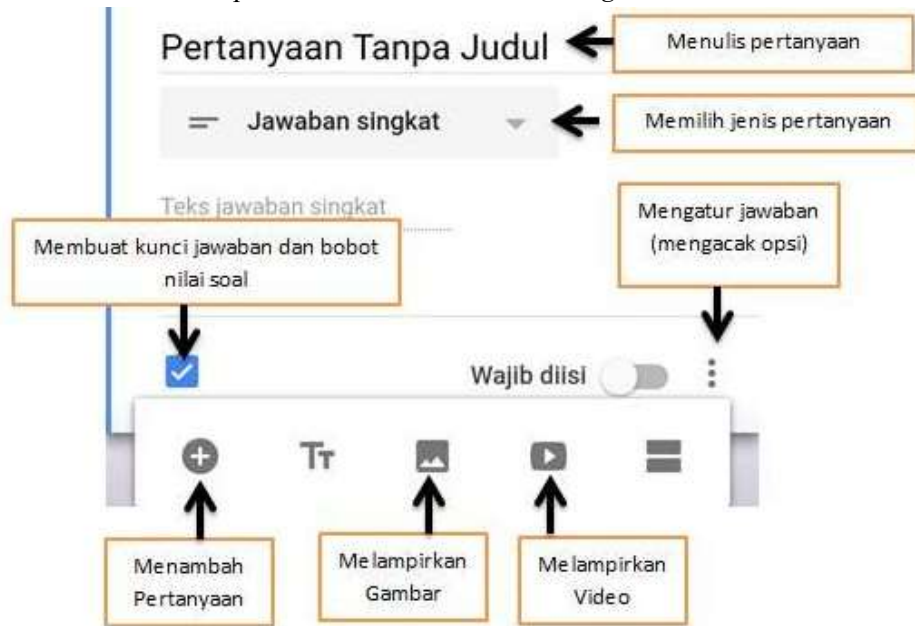 Pertanyaan Tanpa Judul
Menulis pertanyaan
Jawaban singkat
Memilih jenis pertanyaan
Teks jawaban singkat
Mengatur jawaban
(mengacak opsi)
Membuat kunci jawaban dan bobot
nilai soal
Wajib diisi
Tт
Menambah
Pertanyaan
Melampirkan
Gambar
Melampirkan
Video